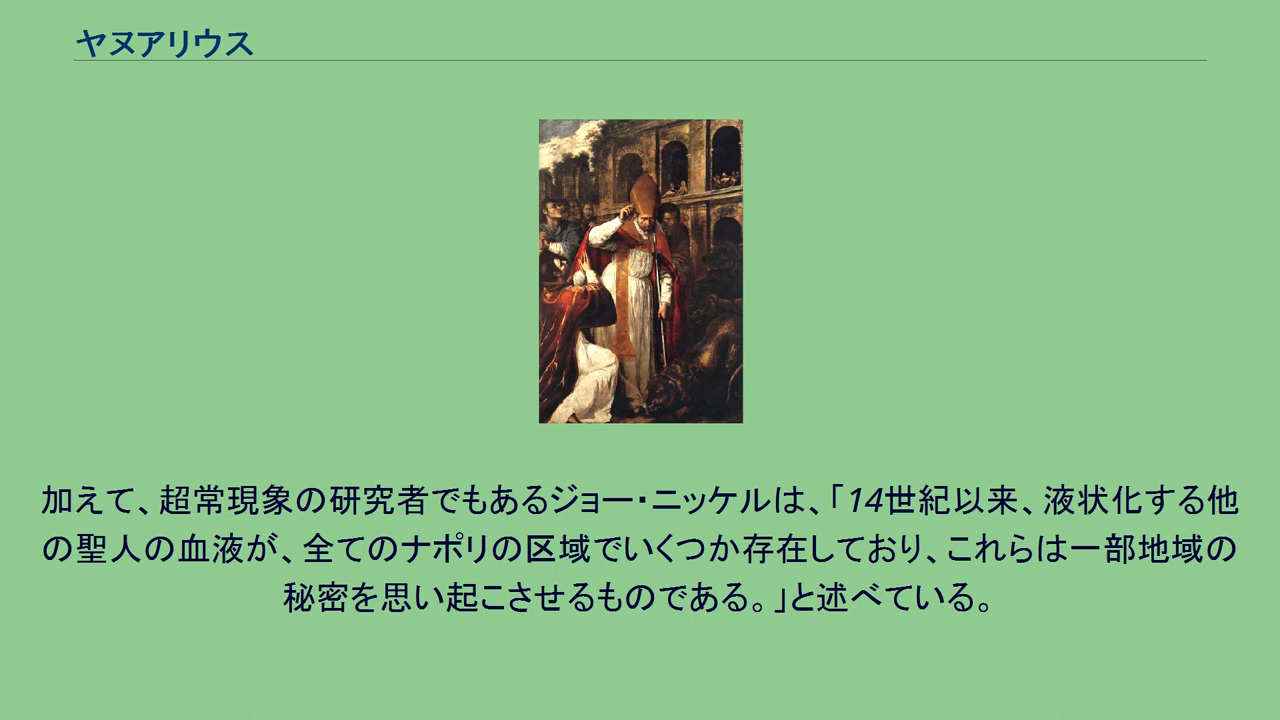 ヤヌアリウス
加えて、超常現象の研究者でもあるジョー・ニッケルは、「14世紀以来、液状化する他
の聖人の血液が、全てのナポリの区域でいくつか存在しており、これらは一部地域の
秘密を思い起こさせるものである。」と述べている。